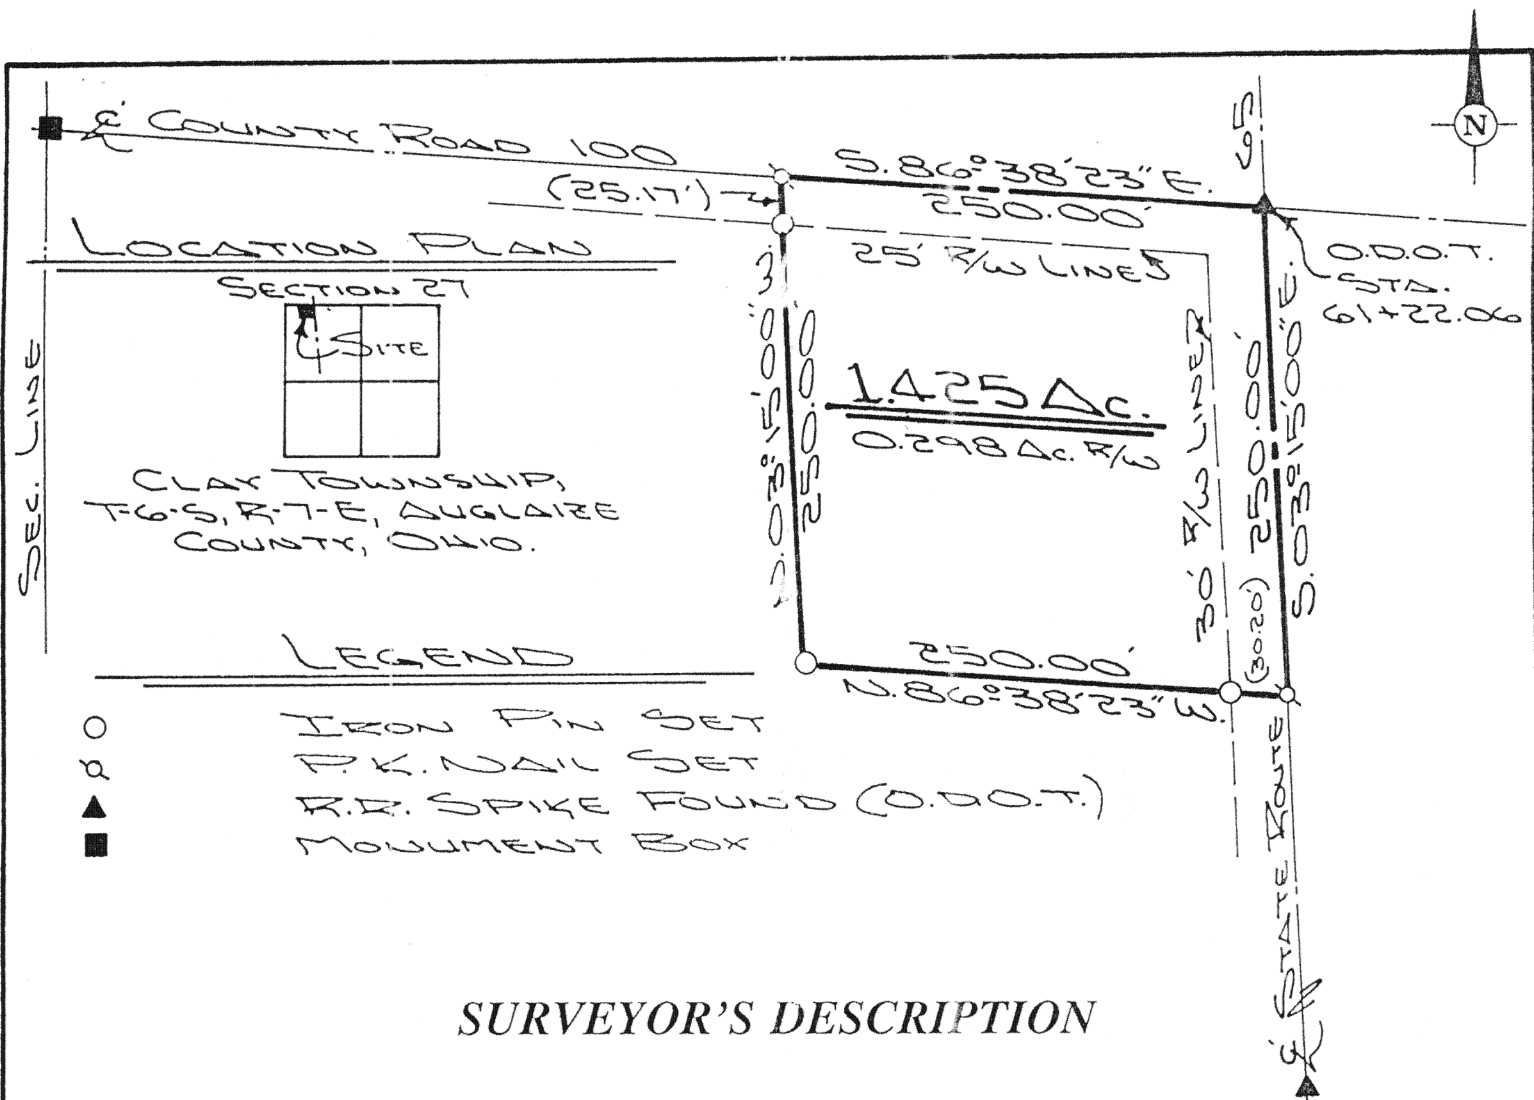 ℄ COUNTY ROAD 100
(25.17')
S. 86° 38' 23" E.
250.00'
65
N
25' R/W LINE
O.D.O.T.
STA.
61+22.06
LOCATION PLAN
SECTION 27
SITE
CLAY TOWNSHIP,
T-6-S, R-7-E, AUGLAIZE
COUNTY, OHIO.
SEC. LINE
03° 15' 00"
250.00'
1.425 AC.
0.298 AC. R/W
30' R/W LINE
250.00'
(30.20')
S. 03° 15' 00" E.
250.00'
N. 86° 38' 23" W.
LEGEND
IRON PIN SET
P.K. NAIL SET
R.R. SPIKE FOUND (O.D.O.T.)
MONUMENT BOX
℄ STATE ROUTE
SURVEYOR'S DESCRIPTION